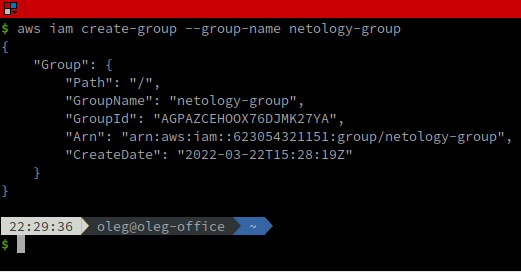 $ aws iam create-group --group-name netology-group
{
    "Group": {
        "Path": "/",
        "GroupName": "netology-group",
        "GroupId": "AGPAZCEHOOX76DJMK27YA",
        "Arn": "arn:aws:iam::623054321151:group/netology-group",
        "CreateDate": "2022-03-22T15:28:19Z"
    }
}
22:29:36 oleg@oleg-office ~
$